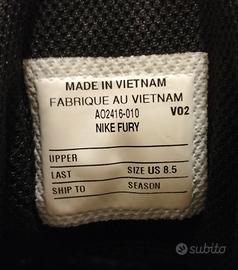 MADE IN VIETNAM
FABRIQUE AU VIETNAM
AO2416-010 V02
NIKE FURY
UPPER
LAST SIZE US 8.5
SHIP TO SEASON
subito